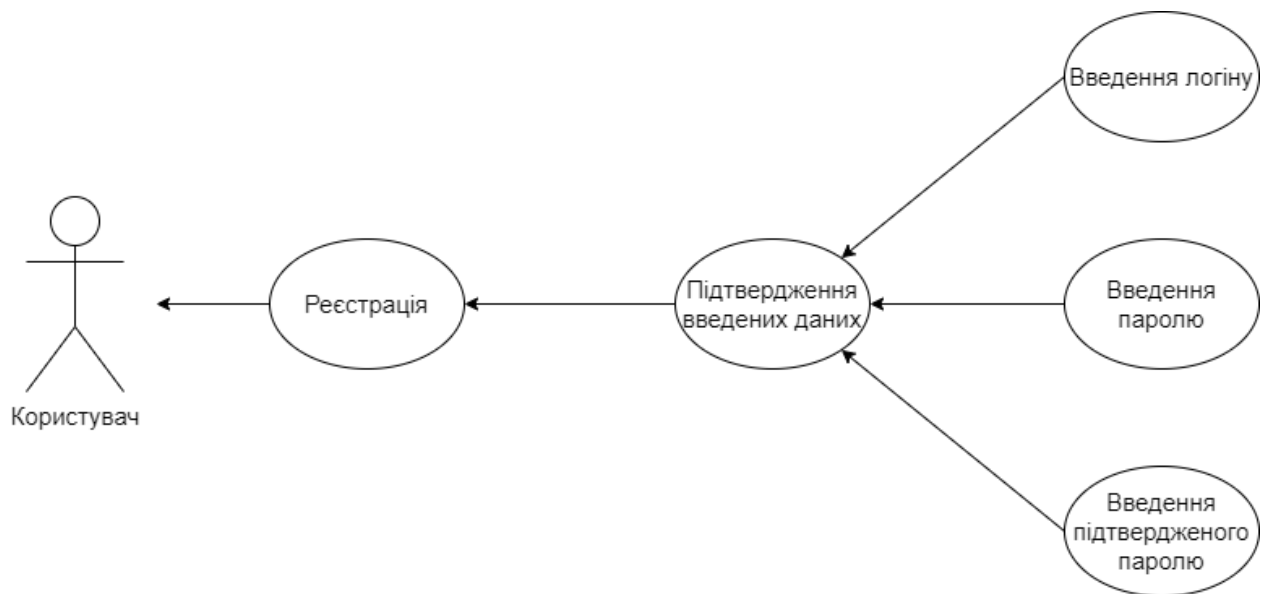 Введення логіну
Користувач
Реєстрація
Підтвердження
введених даних
Введення
паролю
Введення
підтвердженого
паролю